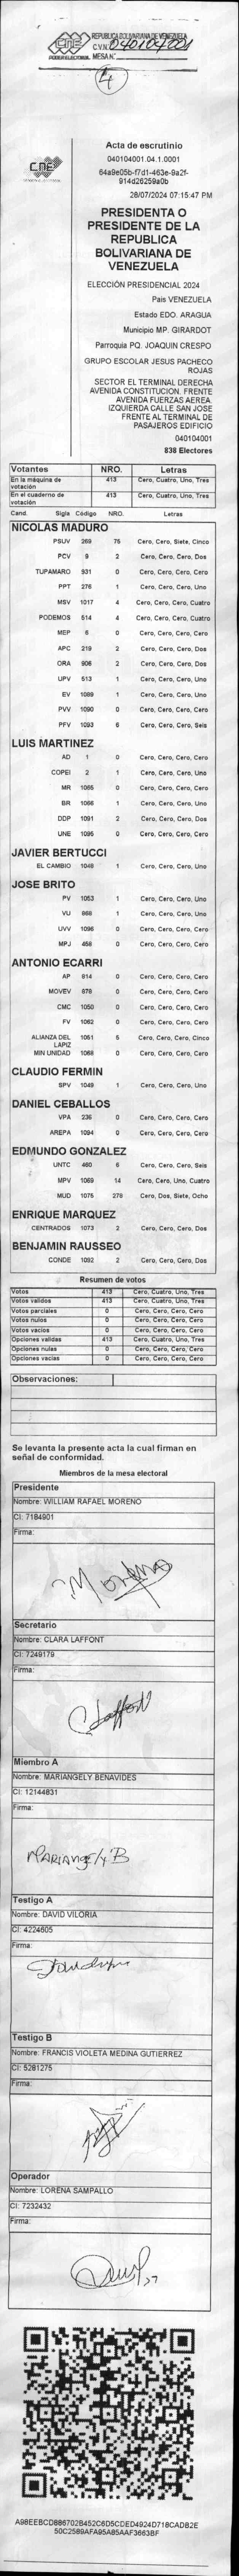 CNE
PODER ELECTORAL
REPUBLICA BOLIVARIANA DE VENEZUELA
C.V.Nº 040104001
MESA N°
4
Acta de escrutinio
040104001.04.1.0001
64a9e05b-f7d1-463e-9a2f-
914d26259a0b
28/07/2024 07:15:47 PM
CNE
PRESIDENTA O
PRESIDENTE DE LA
REPUBLICA
BOLIVARIANA DE
VENEZUELA
ELECCIÓN PRESIDENCIAL 2024
Pais VENEZUELA
Estado EDO. ARAGUA
Municipio MP. GIRARDOT
Parroquia PQ. JOAQUIN CRESPO
GRUPO ESCOLAR JESUS PACHECO
ROJAS
SECTOR EL TERMINAL DERECHA
AVENIDA CONSTITUCION. FRENTE
AVENIDA FUERZAS AEREA.
IZQUIERDA CALLE SAN JOSE
FRENTE AL TERMINAL DE
PASAJEROS EDIFICIO
040104001
838 Electores
Votantes NRO. Letras
En la máquina de votación 413 Cero, Cuatro, Uno, Tres
En el cuaderno de votación 413 Cero, Cuatro, Uno, Tres
Cand. Sigla Código NRO. Letras
NICOLAS MADURO
PSUV 269 75 Cero, Cero, Siete, Cinco
PCV 9 2 Cero, Cero, Cero, Dos
TUPAMARO 931 0 Cero, Cero, Cero, Cero
PPT 276 1 Cero, Cero, Cero, Uno
MSV 1017 4 Cero, Cero, Cero, Cuatro
PODEMOS 514 4 Cero, Cero, Cero, Cuatro
MEP 6 0 Cero, Cero, Cero, Cero
APC 219 2 Cero, Cero, Cero, Dos
ORA 906 2 Cero, Cero, Cero, Dos
UPV 513 1 Cero, Cero, Cero, Uno
EV 1089 1 Cero, Cero, Cero, Uno
PVV 1090 0 Cero, Cero, Cero, Cero
PFV 1093 6 Cero, Cero, Cero, Seis
LUIS MARTINEZ
AD 1 0 Cero, Cero, Cero, Cero
COPEI 2 1 Cero, Cero, Cero, Uno
MR 1065 0 Cero, Cero, Cero, Cero
BR 1066 1 Cero, Cero, Cero, Uno
DDP 1091 2 Cero, Cero, Cero, Dos
UNE 1095 0 Cero, Cero, Cero, Cero
JAVIER BERTUCCI
EL CAMBIO 1048 1 Cero, Cero, Cero, Uno
JOSE BRITO
PV 1053 1 Cero, Cero, Cero, Uno
VU 868 1 Cero, Cero, Cero, Uno
UVV 1096 0 Cero, Cero, Cero, Cero
MPJ 458 0 Cero, Cero, Cero, Cero
ANTONIO ECARRI
AP 814 0 Cero, Cero, Cero, Cero
MOVEV 878 0 Cero, Cero, Cero, Cero
CMC 1050 0 Cero, Cero, Cero, Cero
FV 1062 0 Cero, Cero, Cero, Cero
ALIANZA DEL LAPIZ 1051 5 Cero, Cero, Cero, Cinco
MIN UNIDAD 1068 0 Cero, Cero, Cero, Cero
CLAUDIO FERMIN
SPV 1049 1 Cero, Cero, Cero, Uno
DANIEL CEBALLOS
VPA 236 0 Cero, Cero, Cero, Cero
AREPA 1094 0 Cero, Cero, Cero, Cero
EDMUNDO GONZALEZ
UNTC 460 6 Cero, Cero, Cero, Seis
MPV 1069 14 Cero, Cero, Uno, Cuatro
MUD 1075 278 Cero, Dos, Siete, Ocho
ENRIQUE MARQUEZ
CENTRADOS 1073 2 Cero, Cero, Cero, Dos
BENJAMIN RAUSSEO
CONDE 1092 2 Cero, Cero, Cero, Dos
Resumen de votos
Votos 413 Cero, Cuatro, Uno, Tres
Votos validos 413 Cero, Cuatro, Uno, Tres
Votos parciales 0 Cero, Cero, Cero, Cero
Votos nulos 0 Cero, Cero, Cero, Cero
Votos vacios 0 Cero, Cero, Cero, Cero
Opciones validas 413 Cero, Cuatro, Uno, Tres
Opciones nulas 0 Cero, Cero, Cero, Cero
Opciones vacias 0 Cero, Cero, Cero, Cero
Observaciones:
Se levanta la presente acta la cual firman en
señal de conformidad.
Miembros de la mesa electoral
Presidente
Nombre: WILLIAM RAFAEL MORENO
CI: 7184901
Firma:
Moreno
Secretario
Nombre: CLARA LAFFONT
CI: 7249179
Firma:
CLaffont
Miembro A
Nombre: MARIANGELY BENAVIDES
CI: 12144831
Firma:
Mariangely B
Testigo A
Nombre: DAVID VILORIA
CI: 4224605
Firma:
Testigo B
Nombre: FRANCIS VIOLETA MEDINA GUTIERREZ
CI: 5281275
Firma:
Operador
Nombre: LORENA SAMPALLO
CI: 7232432
Firma:
A98EEBCD886702B452C6D5CDED4924D718CADB2E
50C2589AFA95A85AAF3663BF